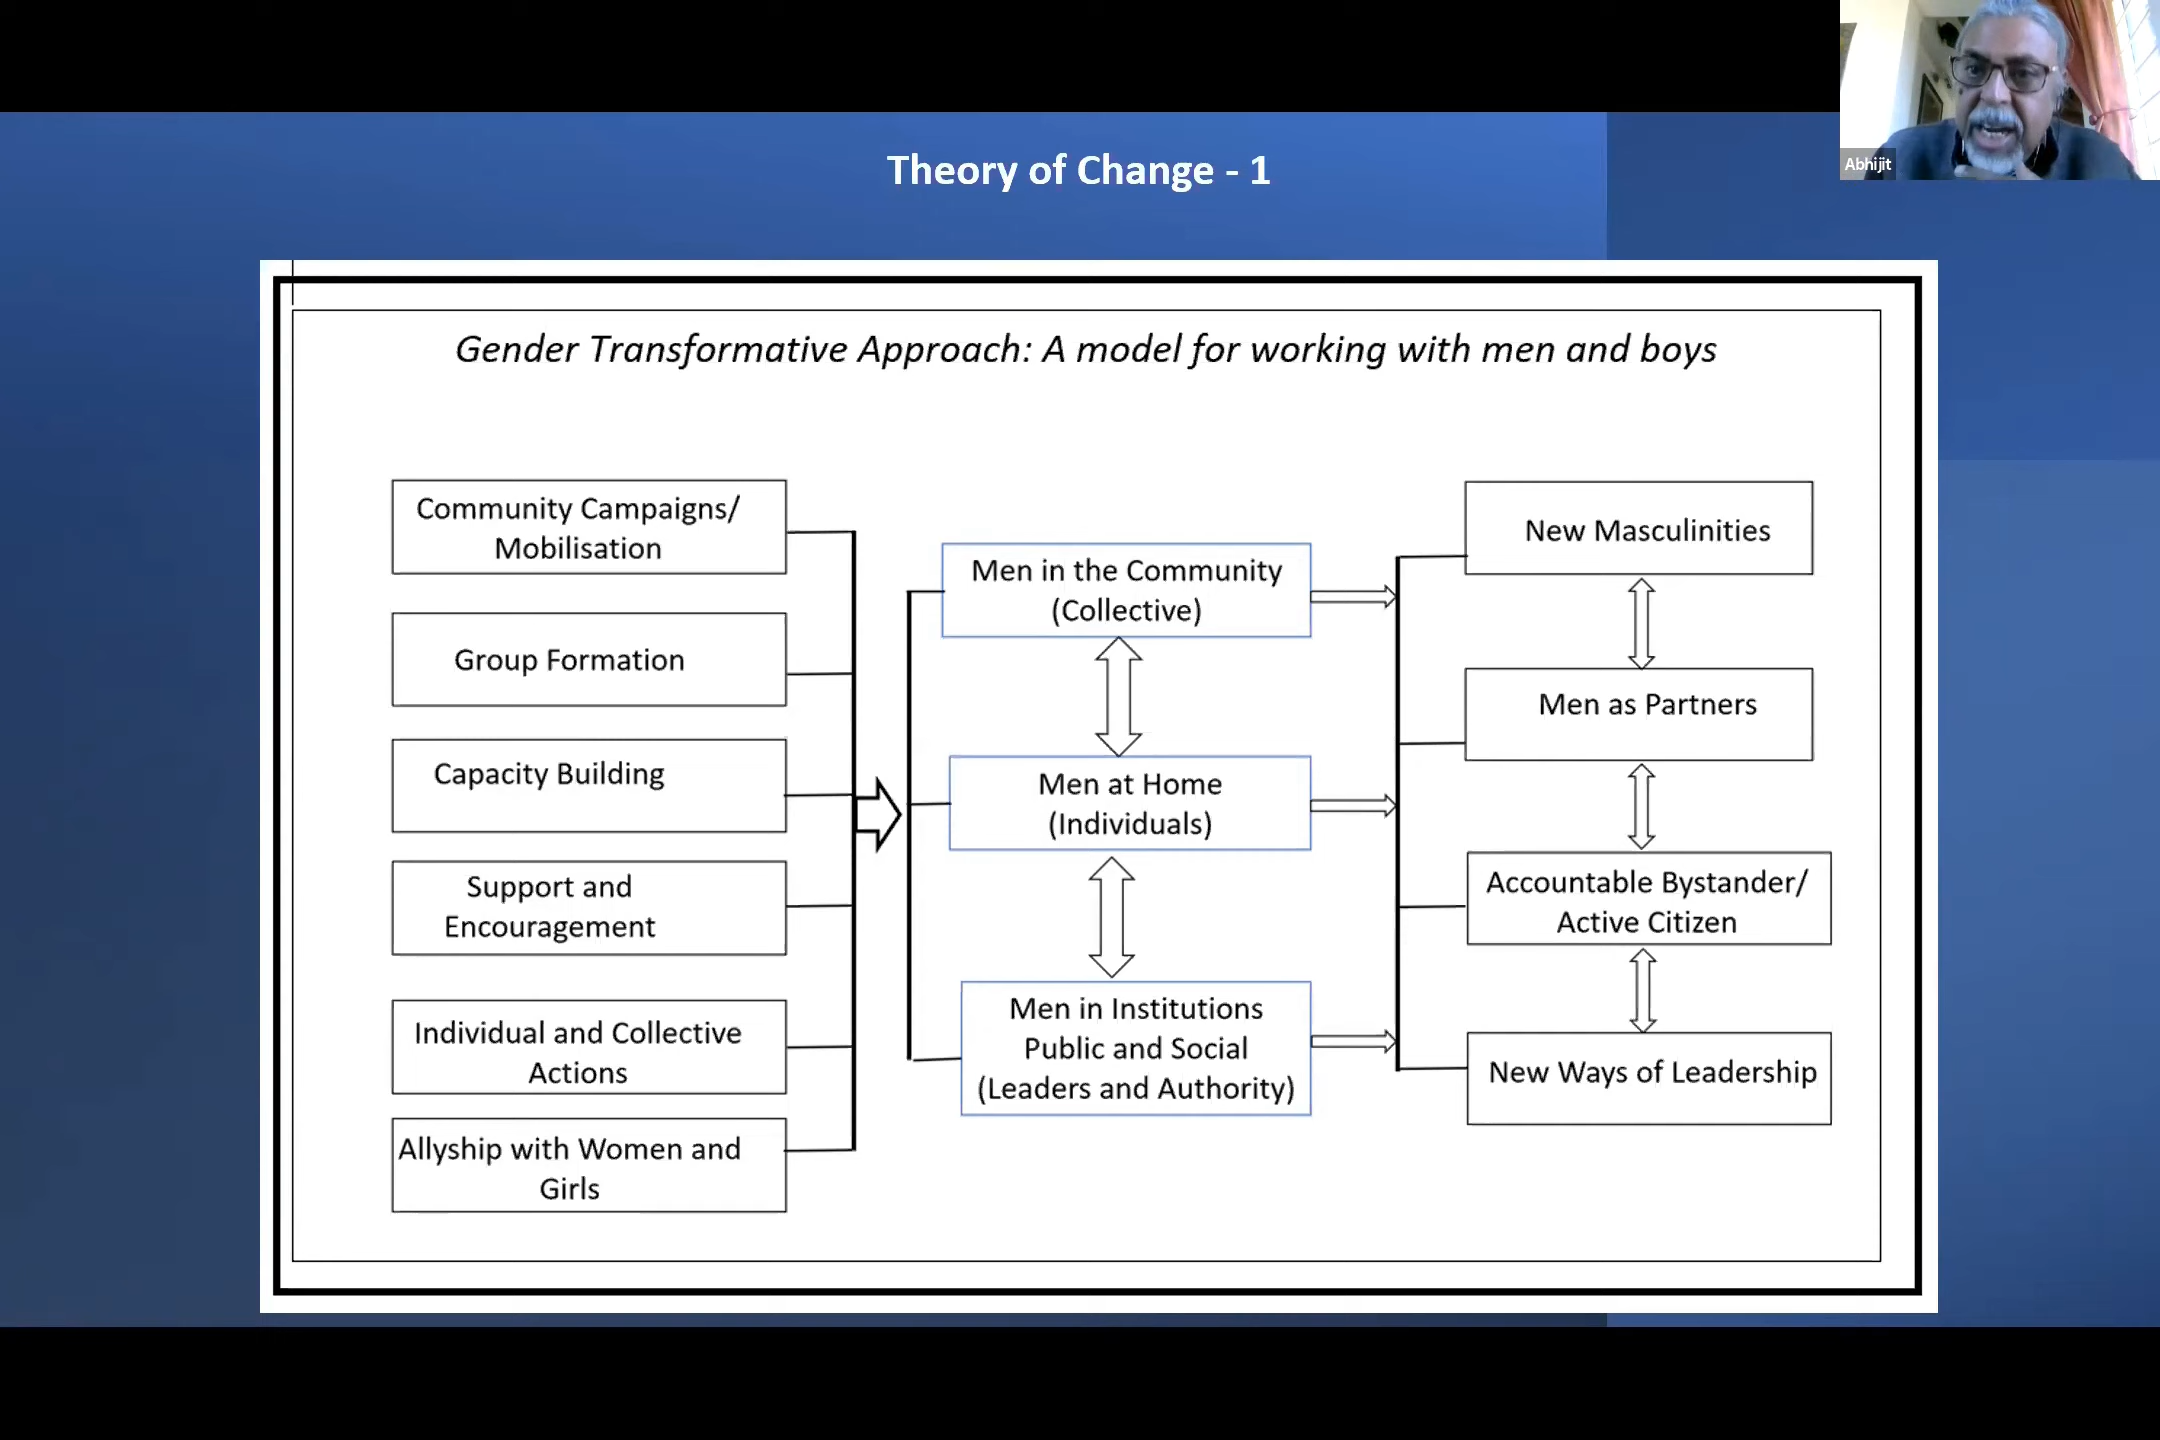 Abhijit
Theory of Change - 1
Gender Transformative Approach: A model for working with men and boys
Community Campaigns/
Mobilisation
Group Formation
Capacity Building
Support and
Encouragement
Individual and Collective
Actions
Allyship with Women and
Girls
Men in the Community
(Collective)
Men at Home
(Individuals)
Men in Institutions
Public and Social
(Leaders and Authority)
New Masculinities
Men as Partners
Accountable Bystander/
Active Citizen
New Ways of Leadership